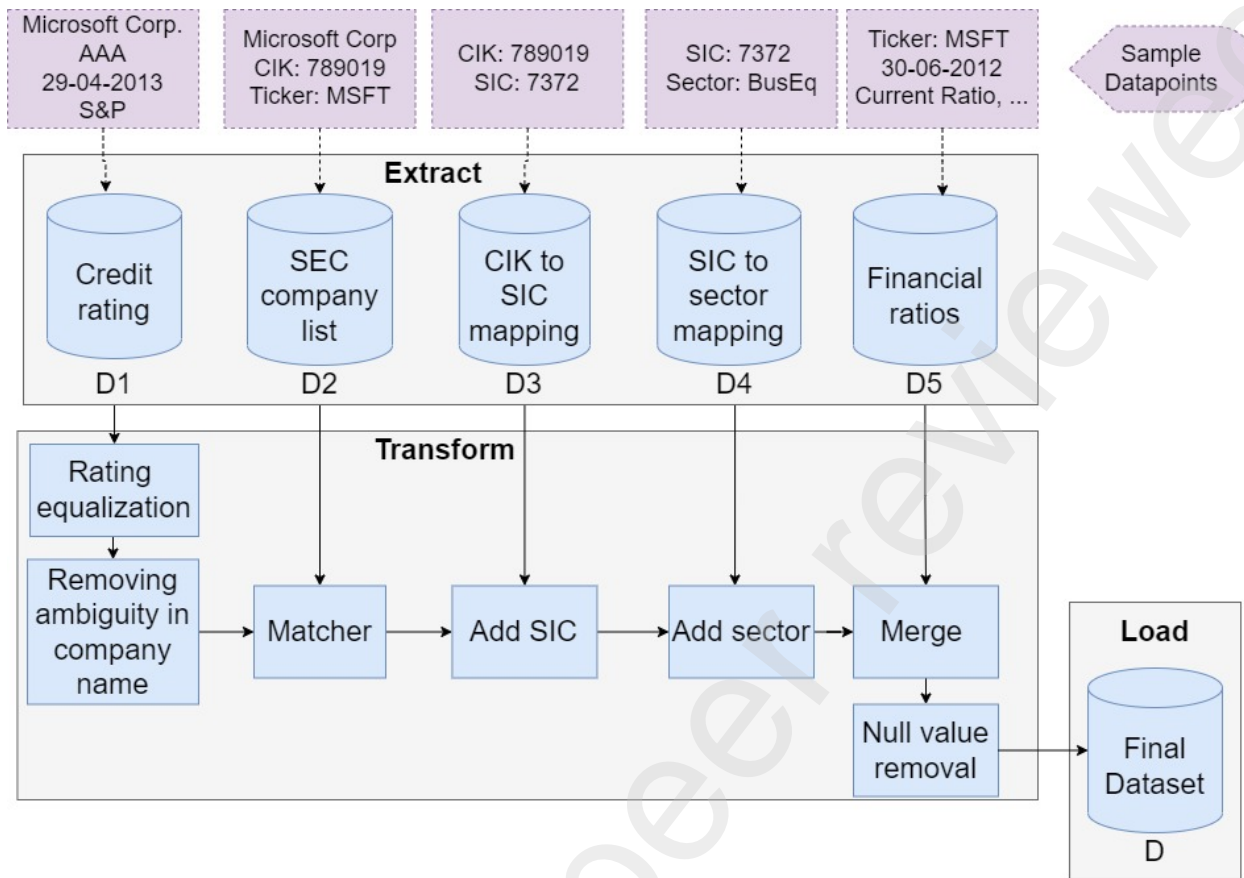 Microsoft Corp.
AAA
29-04-2013
S&P
Microsoft Corp
CIK: 789019
Ticker: MSFT
CIK: 789019
SIC: 7372
SIC: 7372
Sector: BusEq
Ticker: MSFT
30-06-2012
Current Ratio, ...
Sample
Datapoints
Extract
Credit
rating
SEC
company
list
CIK to
SIC
mapping
SIC to
sector
mapping
Financial
ratios
D1
D2
D3
D4
D5
Transform
Rating
equalization
Removing
ambiguity in
company
name
Matcher
Add SIC
Add sector
Merge
Null value
removal
Load
Final
Dataset
D
peer reviewed